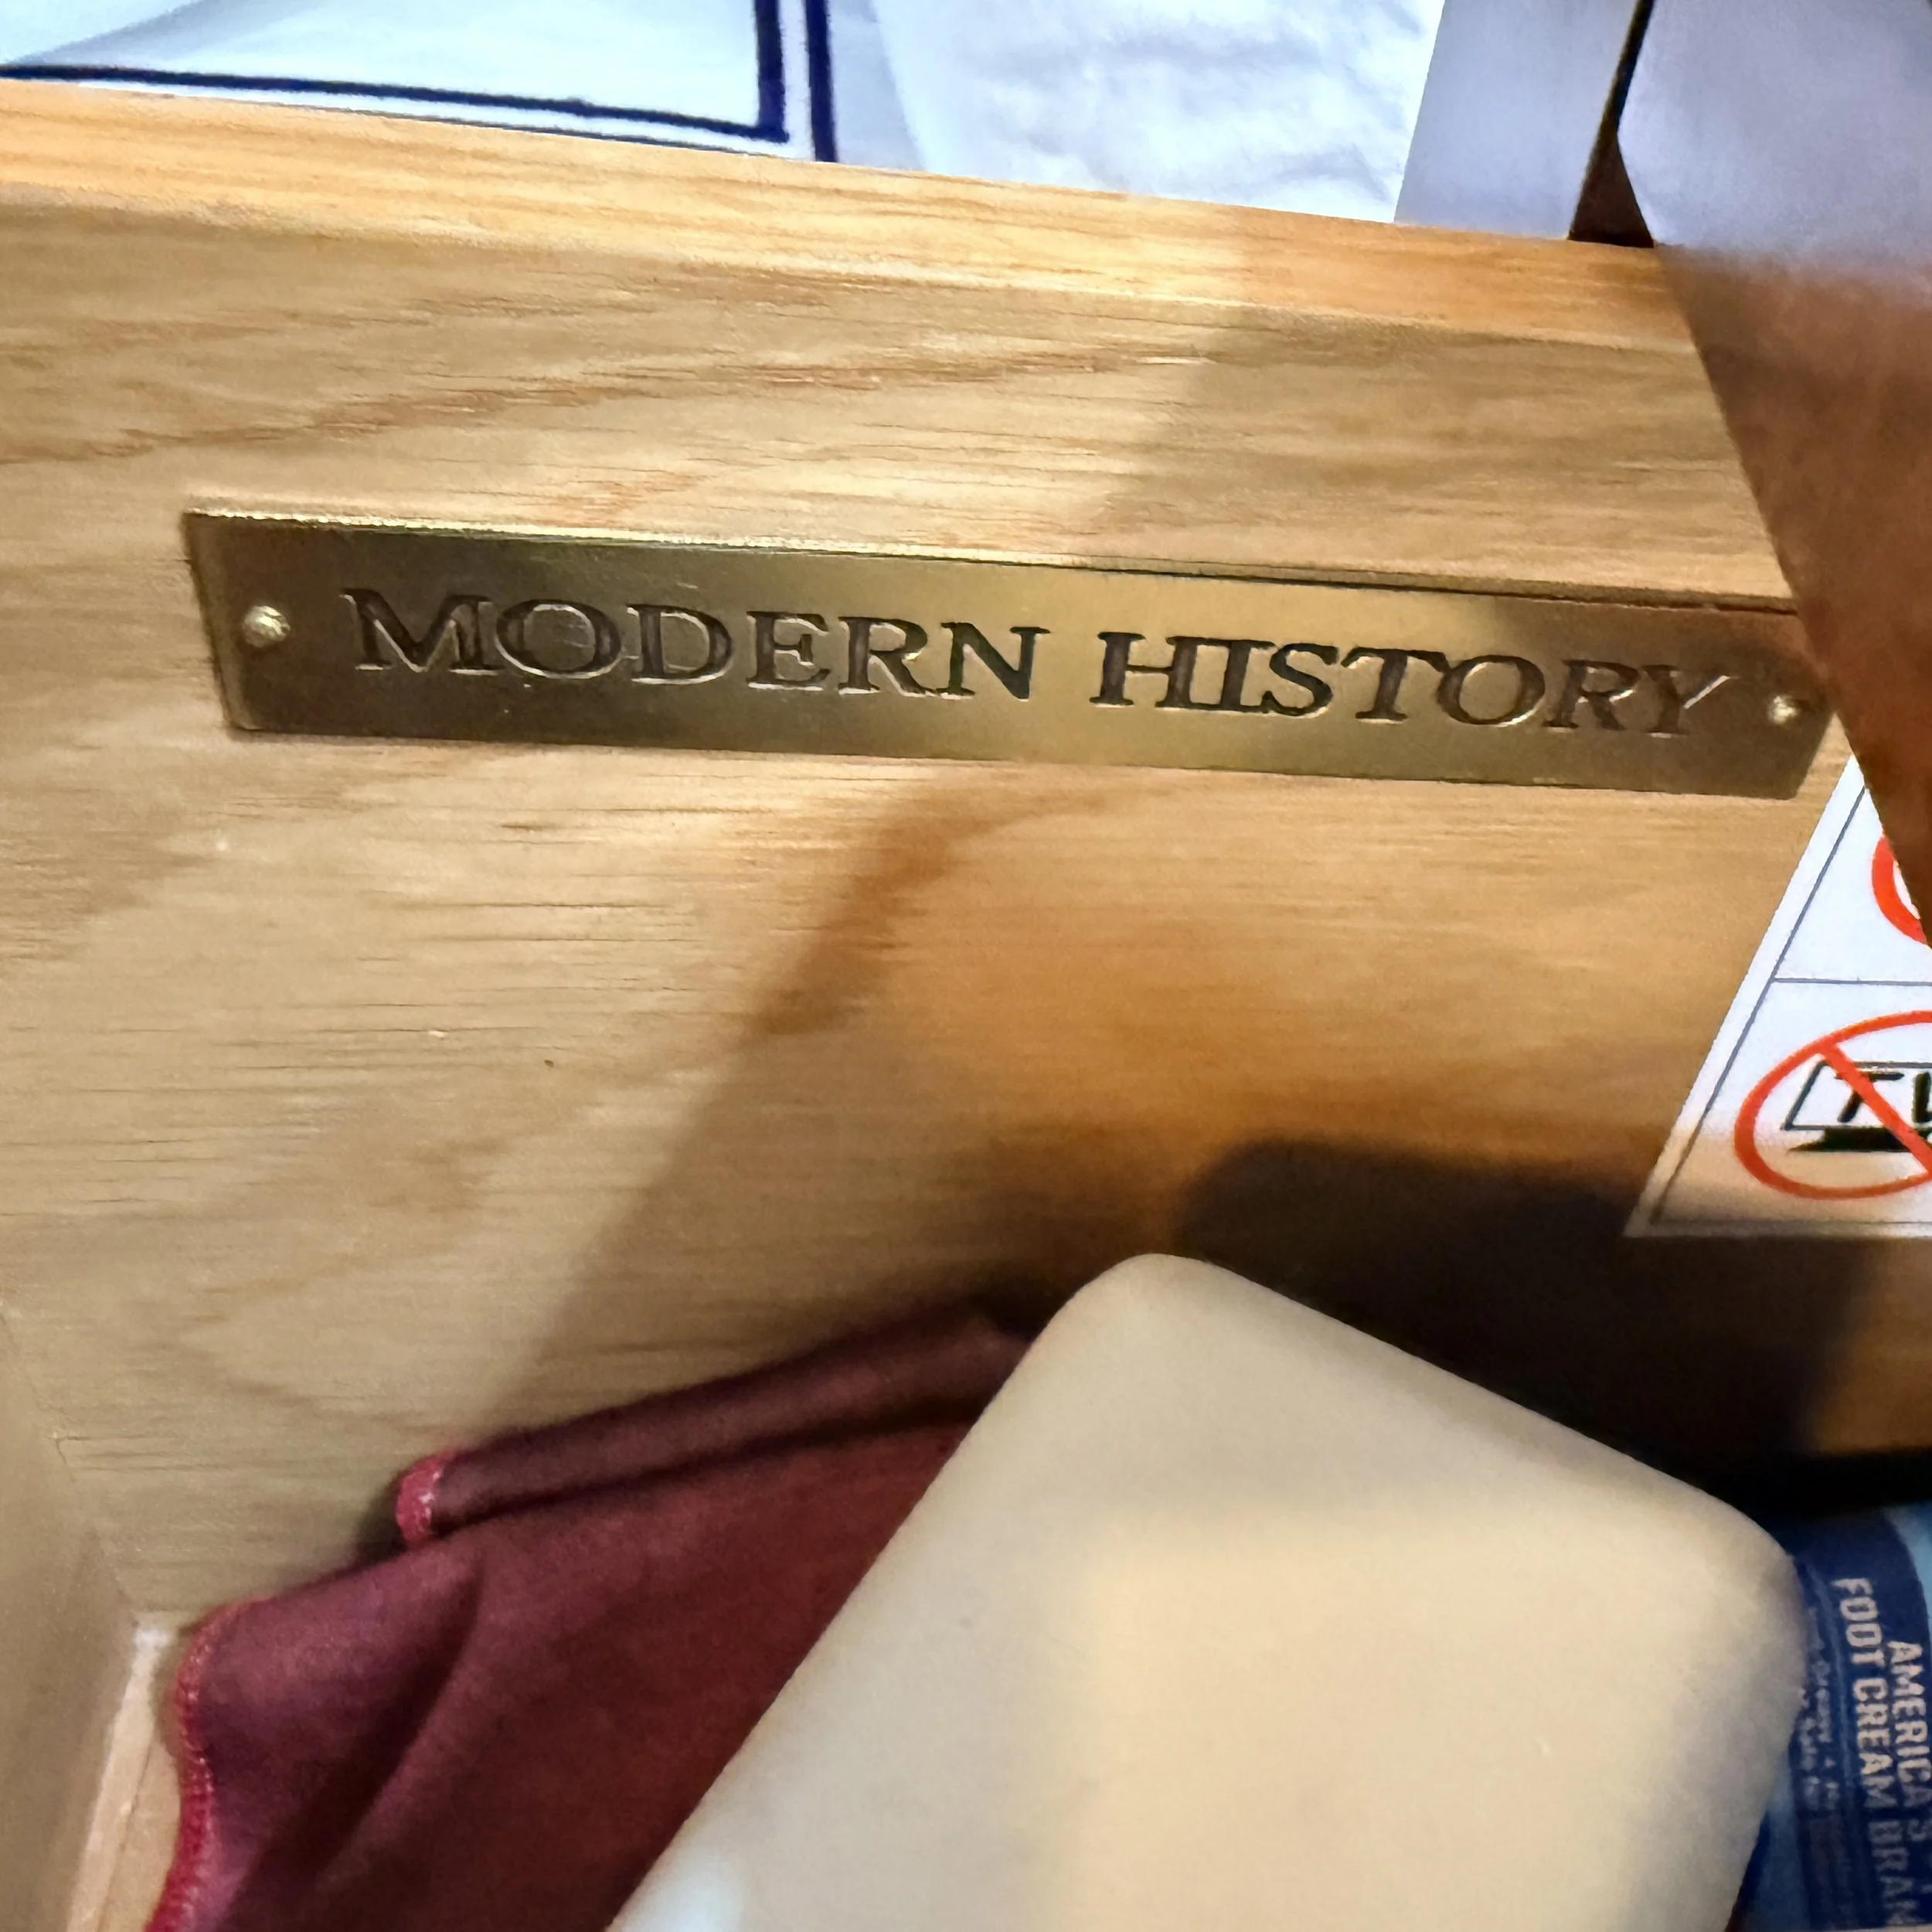 MODERN HISTORY
AMERICA'S
FOOT CREAM BRAN